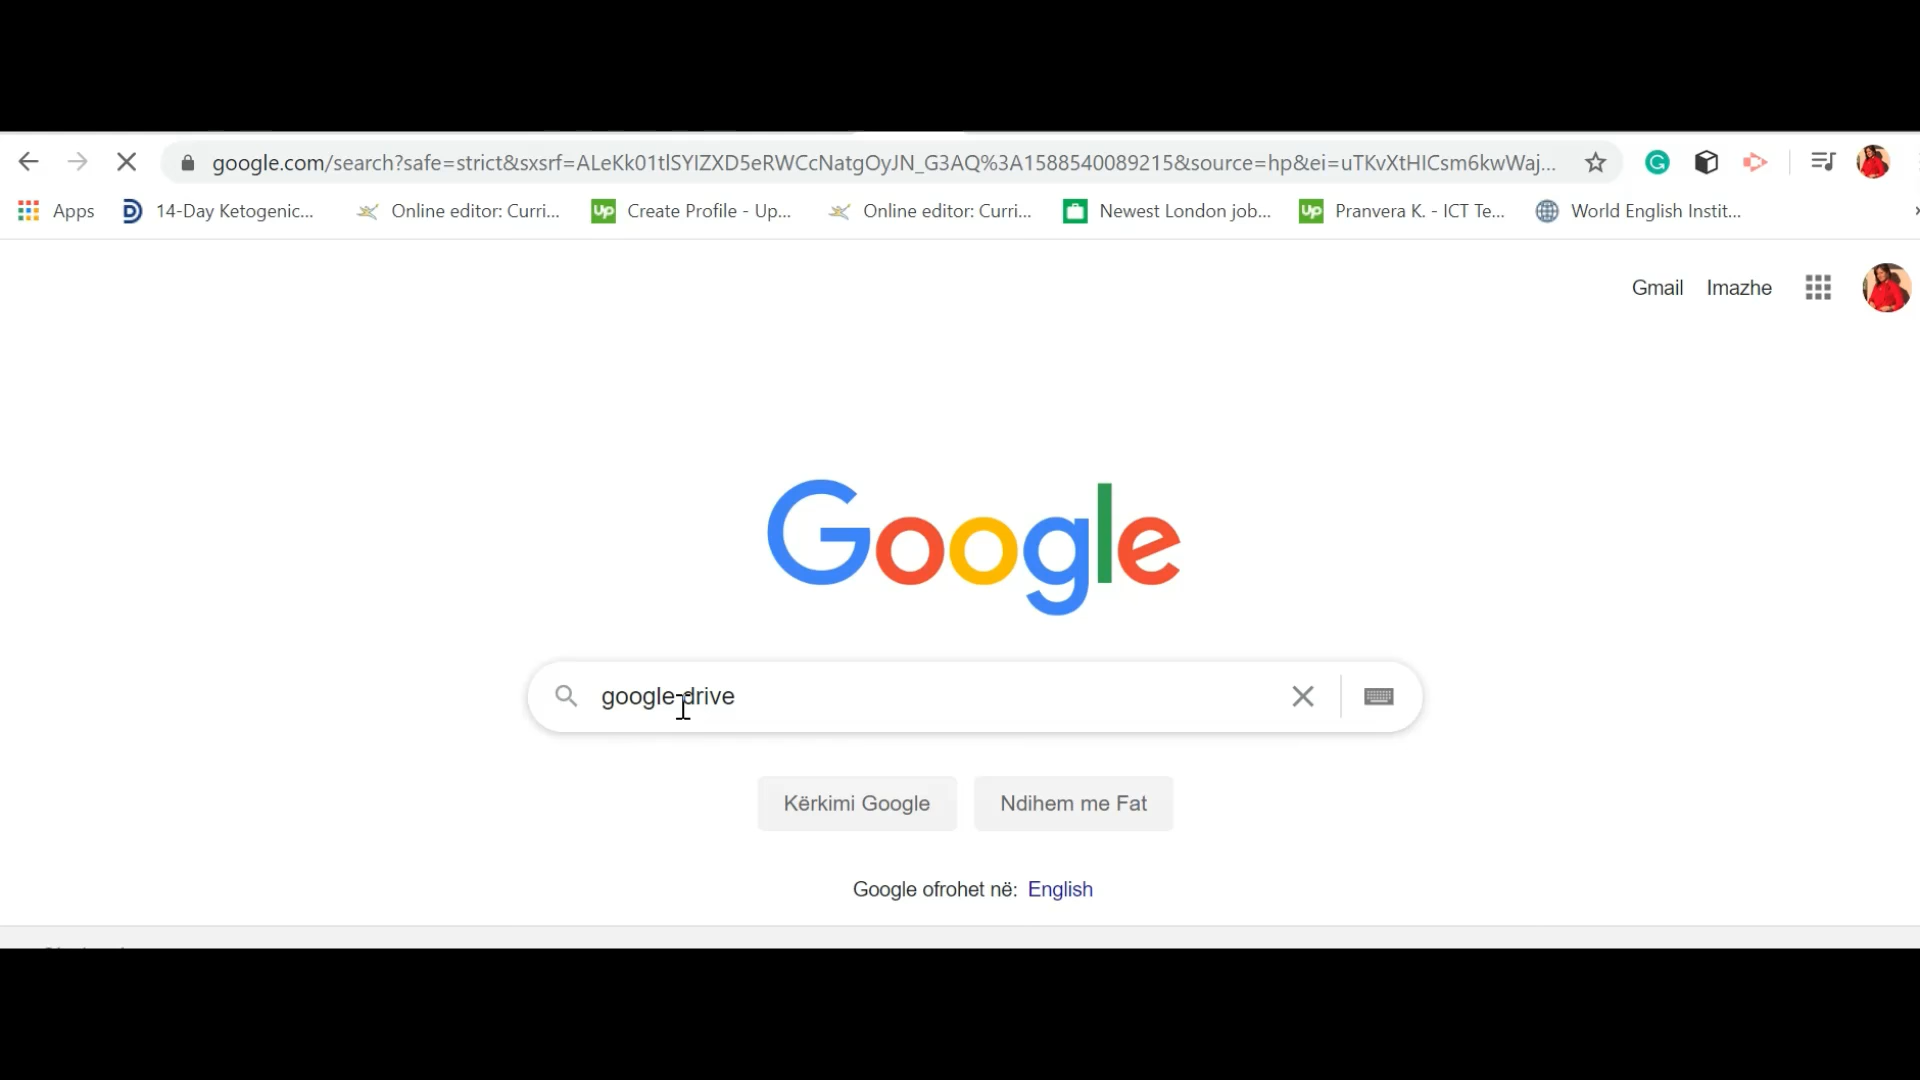 google.com/search?safe=strict&sxsrf=ALeKk01tlSYIZXD5eRWCcNatgOyJN_G3AQ%3A1588540089215&source=hp&ei=uTKvXtHICsm6kwWaj...
Apps 14-Day Ketogenic... Online editor: Curri... Up Create Profile - Up... Online editor: Curri... Newest London job... Up Pranvera K. - ICT Te... World English Instit...
Gmail Imazhe
Google
google drive
Kërkimi Google Ndihem me Fat
Google ofrohet në: English